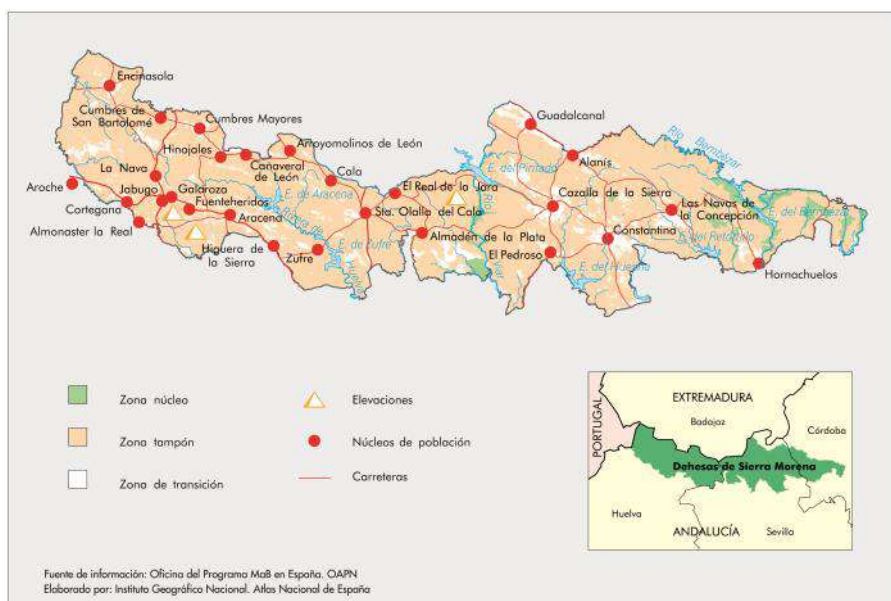 Encinasola
Cumbres de
San Bartolomé
Cumbres Mayores
Hinojales
Arroyomolinos de León
Cañaveral
de León
Cala
La Nava
Aroche
Jabugo
Galaroza
Fuenteheridos
Cortegana
Aracena
Almonaster la Real
Higuera de
la Sierra
Zufre
E. de Aracena
Rivera de
Huelva
E. de Zufre
El Real de la Jara
Sta. Olalla del Cala
Almadén de la Plata
Guadalcanal
Alanís
E. del Pintado
Río
Viar
Cazalla de la Sierra
Constantina
El Pedroso
E. del Huesna
Las Navas de
la Concepción
E. del Retortillo
Río Bembézar
E. del Bembézar
Hornachuelos
Zona núcleo
Zona tampón
Zona de transición
Elevaciones
Núcleos de población
Carreteras
PORTUGAL
EXTREMADURA
Badajoz
Córdoba
Dehesas de Sierra Morena
Huelva
Sevilla
ANDALUCÍA
Fuente de información: Oficina del Programa MaB en España. OAPN
Elaborado por: Instituto Geográfico Nacional. Atlas Nacional de España